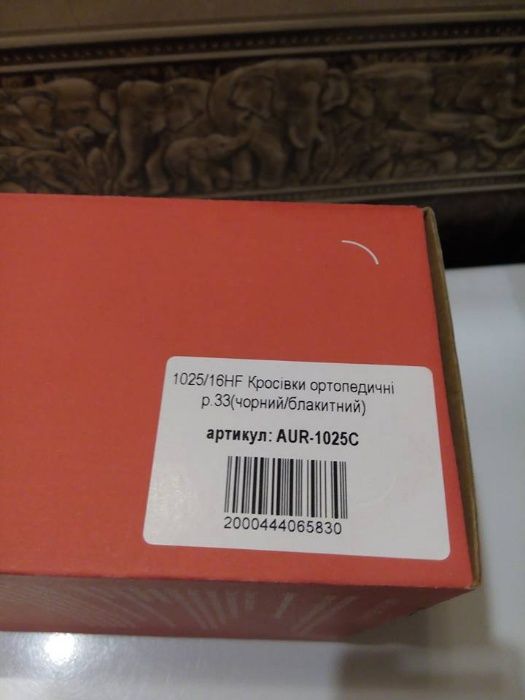 1025/16HF Кросівки ортопедичні
р.33(чорний/блакитний)
артикул: AUR-1025C
2000444065830